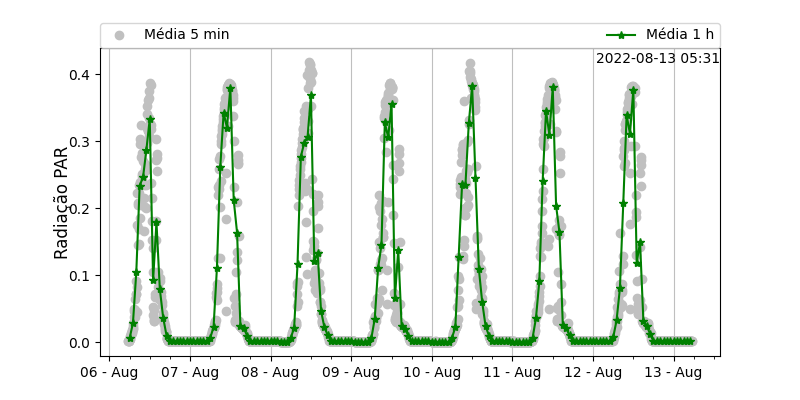 Média 5 min
Média 1 h
2022-08-13 05:31
Radiação PAR
0.4
0.3
0.2
0.1
0.0
06 - Aug
07 - Aug
08 - Aug
09 - Aug
10 - Aug
11 - Aug
12 - Aug
13 - Aug